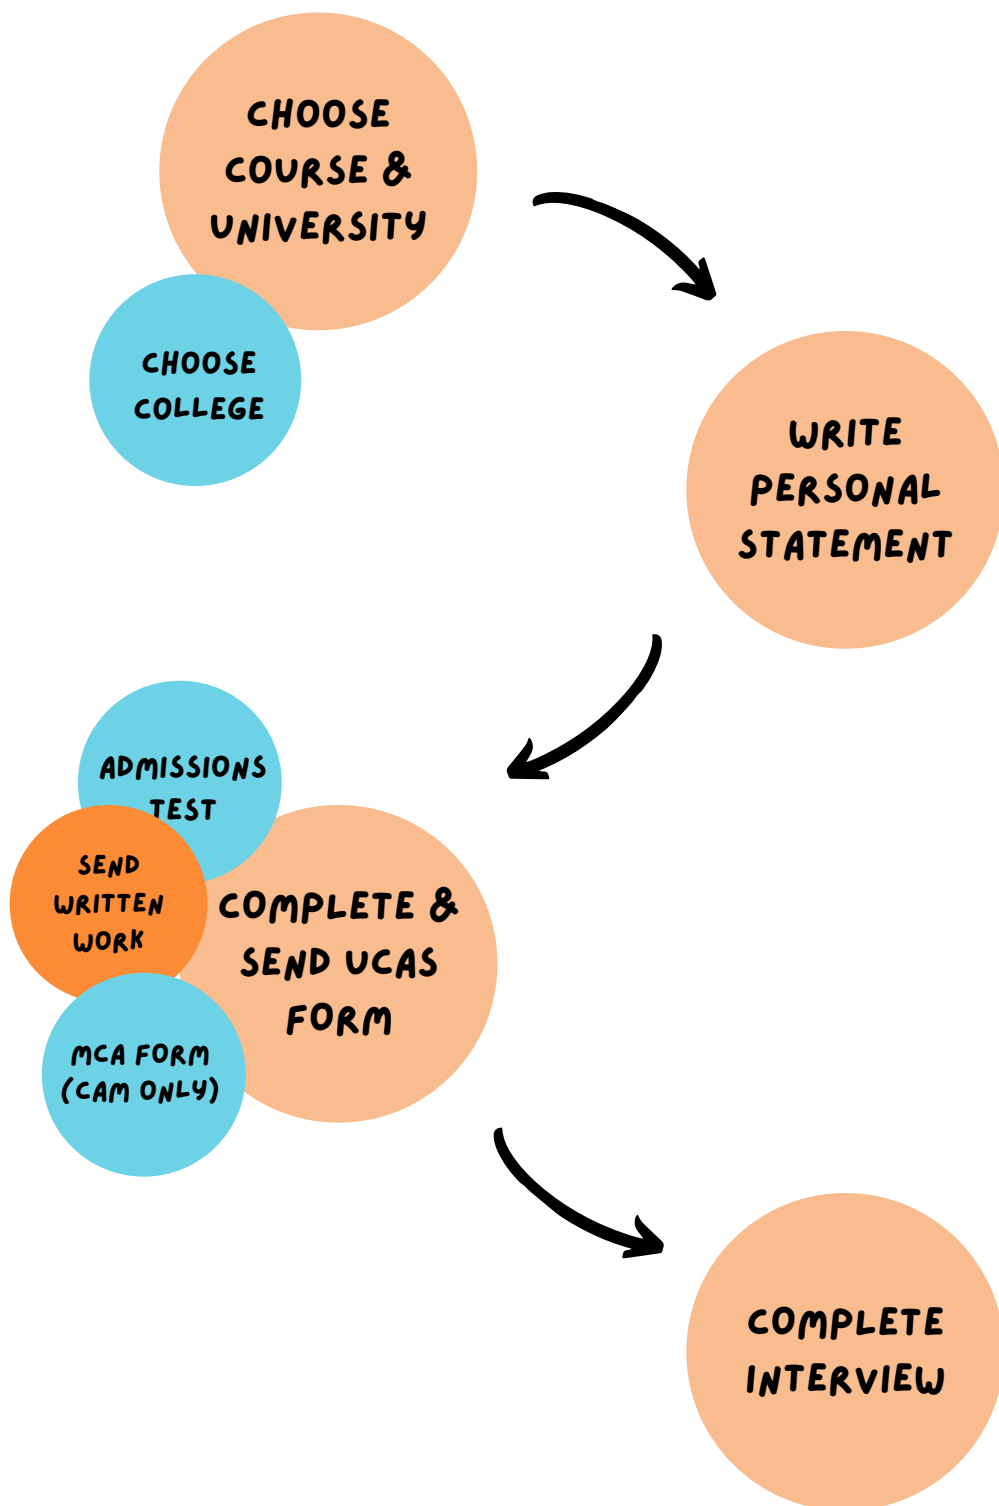 CHOOSE
COURSE &
UNIVERSITY
CHOOSE
COLLEGE
WRITE
PERSONAL
STATEMENT
ADMISSIONS
TEST
SEND
WRITTEN
WORK
MCA FORM
(CAM ONLY)
COMPLETE &
SEND UCAS
FORM
COMPLETE
INTERVIEW